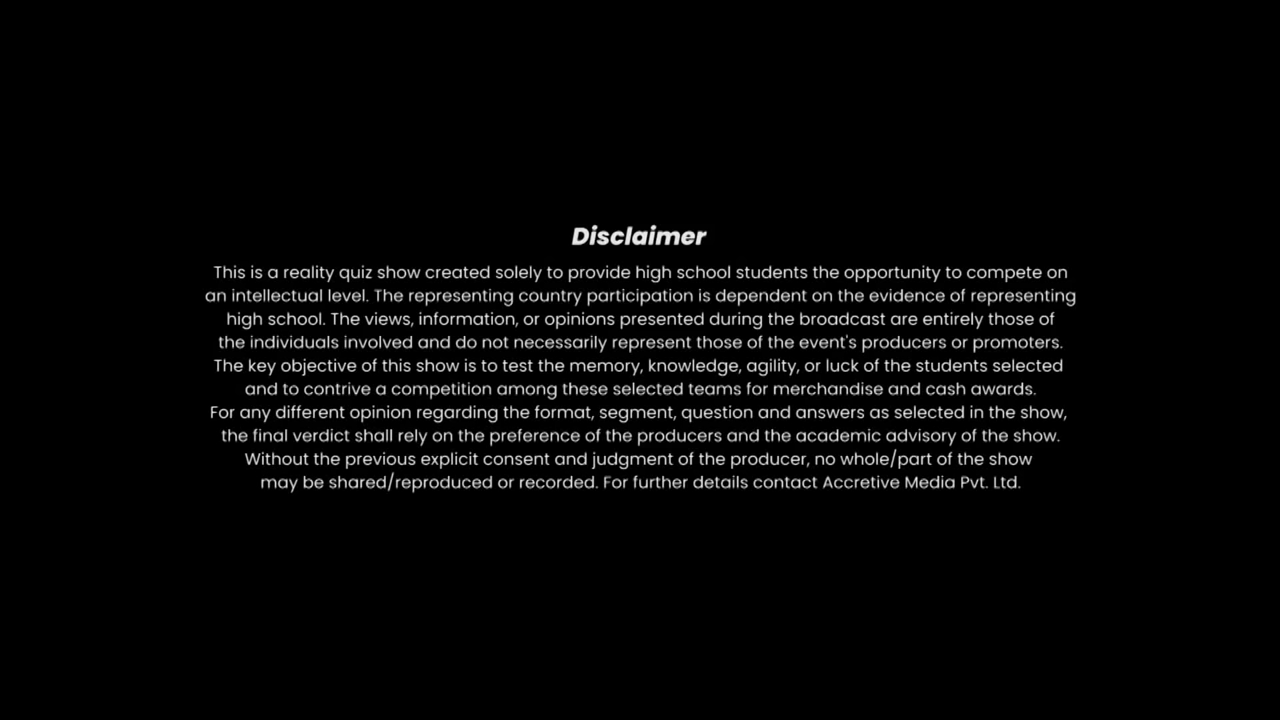 Disclaimer
This is a reality quiz show created solely to provide high school students the opportunity to compete on
an intellectual level. The representing country participation is dependent on the evidence of representing
high school. The views, information, or opinions presented during the broadcast are entirely those of
the individuals involved and do not necessarily represent those of the event's producers or promoters.
The key objective of this show is to test the memory, knowledge, agility, or luck of the students selected
and to contrive a competition among these selected teams for merchandise and cash awards.
For any different opinion regarding the format, segment, question and answers as selected in the show,
the final verdict shall rely on the preference of the producers and the academic advisory of the show.
Without the previous explicit consent and judgment of the producer, no whole/part of the show
may be shared/reproduced or recorded. For further details contact Accretive Media Pvt. Ltd.